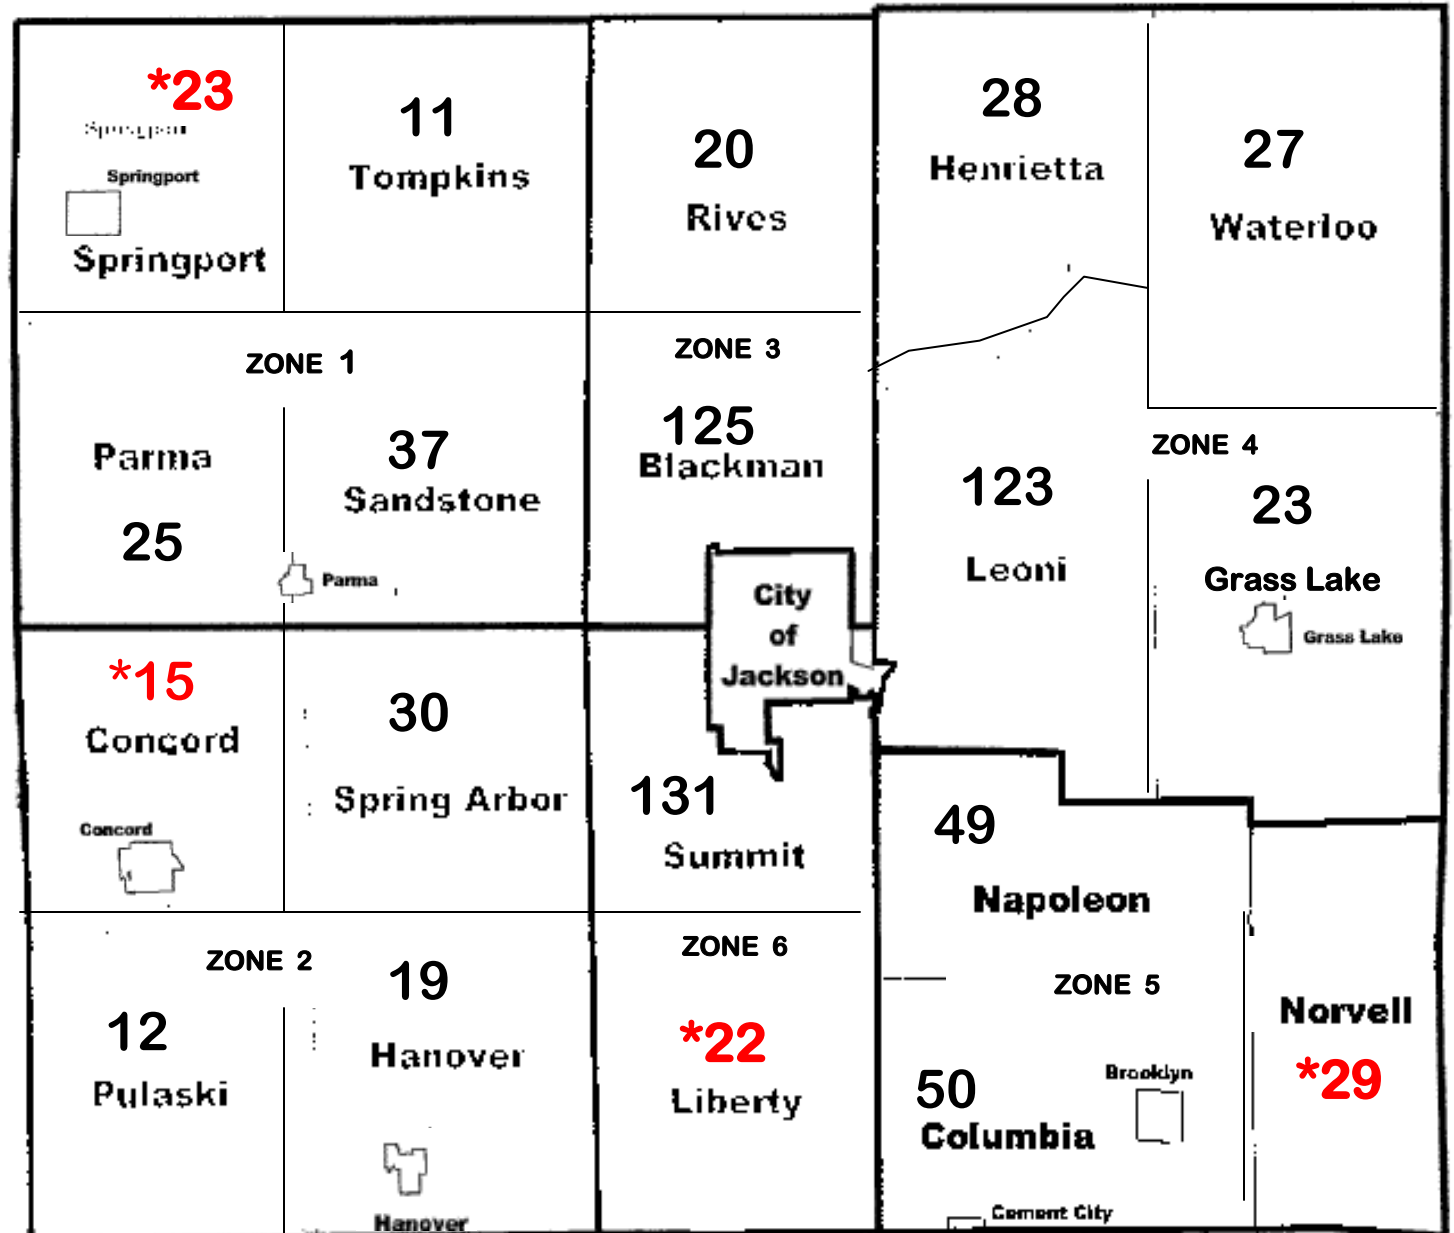 *23
Springport
Springport
Springport
11
Tompkins
20
Rives
28
Henrietta
27
Waterloo
ZONE 1
Parma
25
37
Sandstone
Parma
ZONE 3
125
Blackman
City
of
Jackson
ZONE 4
123
Leoni
23
Grass Lake
Grass Lake
*15
Concord
Concord
30
Spring Arbor
131
Summit
49
Napoleon
ZONE 2
12
Pulaski
19
Hanover
Hanover
ZONE 6
*22
Liberty
ZONE 5
50
Columbia
Brooklyn
Cement City
Norvell
*29